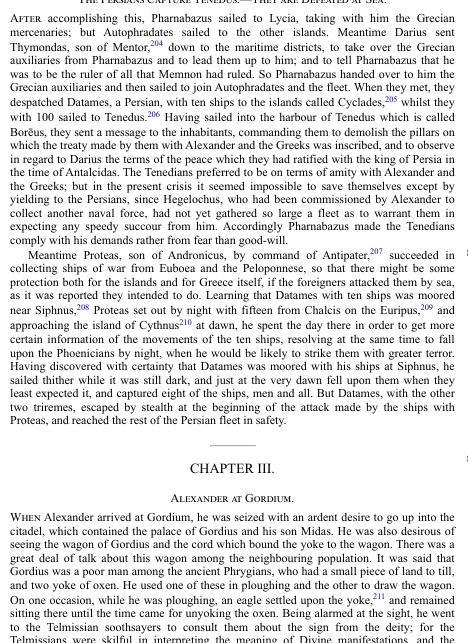 THE PERSIANS CAPTURE TENEDUS.—THEY ARE DEFEATED AT SEA.
AFTER accomplishing this, Pharnabazus sailed to Lycia, taking with him the Grecian
mercenaries; but Autophradates sailed to the other islands. Meantime Darius sent
Thymondas, son of Mentor,204 down to the maritime districts, to take over the Grecian
auxiliaries from Pharnabazus and to lead them up to him; and to tell Pharnabazus that he
was to be the ruler of all that Memnon had ruled. So Pharnabazus handed over to him the
Grecian auxiliaries and then sailed to join Autophradates and the fleet. When they met, they
despatched Datames, a Persian, with ten ships to the islands called Cyclades,205 whilst they
with 100 sailed to Tenedus.206 Having sailed into the harbour of Tenedus which is called
Borĕus, they sent a message to the inhabitants, commanding them to demolish the pillars on
which the treaty made by them with Alexander and the Greeks was inscribed, and to observe
in regard to Darius the terms of the peace which they had ratified with the king of Persia in
the time of Antalcidas. The Tenedians preferred to be on terms of amity with Alexander and
the Greeks; but in the present crisis it seemed impossible to save themselves except by
yielding to the Persians, since Hegelochus, who had been commissioned by Alexander to
collect another naval force, had not yet gathered so large a fleet as to warrant them in
expecting any speedy succour from him. Accordingly Pharnabazus made the Tenedians
comply with his demands rather from fear than good-will.
Meantime Proteas, son of Andronicus, by command of Antipater,207 succeeded in
collecting ships of war from Euboea and the Peloponnese, so that there might be some
protection both for the islands and for Greece itself, if the foreigners attacked them by sea,
as it was reported they intended to do. Learning that Datames with ten ships was moored
near Siphnus,208 Proteas set out by night with fifteen from Chalcis on the Euripus,209 and
approaching the island of Cythnus210 at dawn, he spent the day there in order to get more
certain information of the movements of the ten ships, resolving at the same time to fall
upon the Phoenicians by night, when he would be likely to strike them with greater terror.
Having discovered with certainty that Datames was moored with his ships at Siphnus, he
sailed thither while it was still dark, and just at the very dawn fell upon them when they
least expected it, and captured eight of the ships, men and all. But Datames, with the other
two triremes, escaped by stealth at the beginning of the attack made by the ships with
Proteas, and reached the rest of the Persian fleet in safety.
CHAPTER III.
ALEXANDER AT GORDIUM.
WHEN Alexander arrived at Gordium, he was seized with an ardent desire to go up into the
citadel, which contained the palace of Gordius and his son Midas. He was also desirous of
seeing the wagon of Gordius and the cord which bound the yoke to the wagon. There was a
great deal of talk about this wagon among the neighbouring population. It was said that
Gordius was a poor man among the ancient Phrygians, who had a small piece of land to till,
and two yoke of oxen. He used one of these in ploughing and the other to draw the wagon.
On one occasion, while he was ploughing, an eagle settled upon the yoke,211 and remained
sitting there until the time came for unyoking the oxen. Being alarmed at the sight, he went
to the Telmissian soothsayers to consult them about the sign from the deity; for the
Telmissians were skilful in interpreting the meaning of Divine manifestations, and the